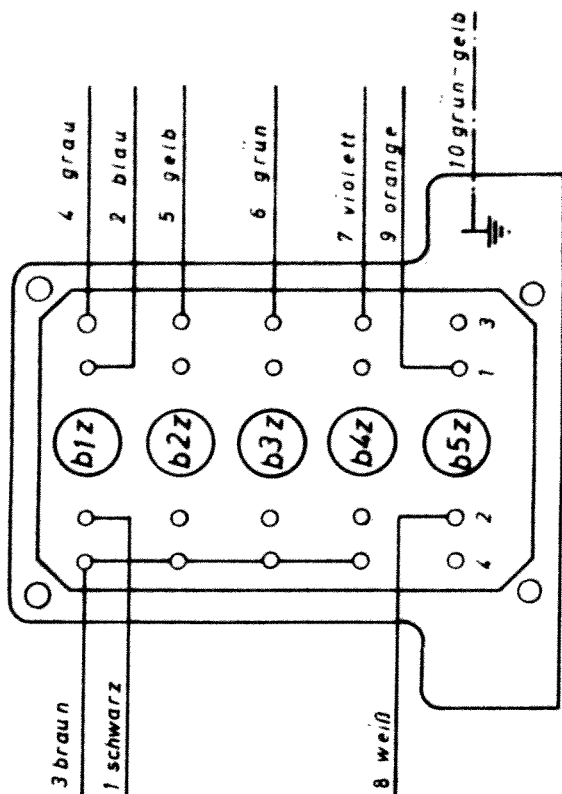 4 grau
2 blau
5 gelb
6 grün
7 violett
9 orange
10 grün-gelb
b1z
b2z
b3z
b4z
b5z
3
1
2
4
3 braun
1 schwarz
8 weiß